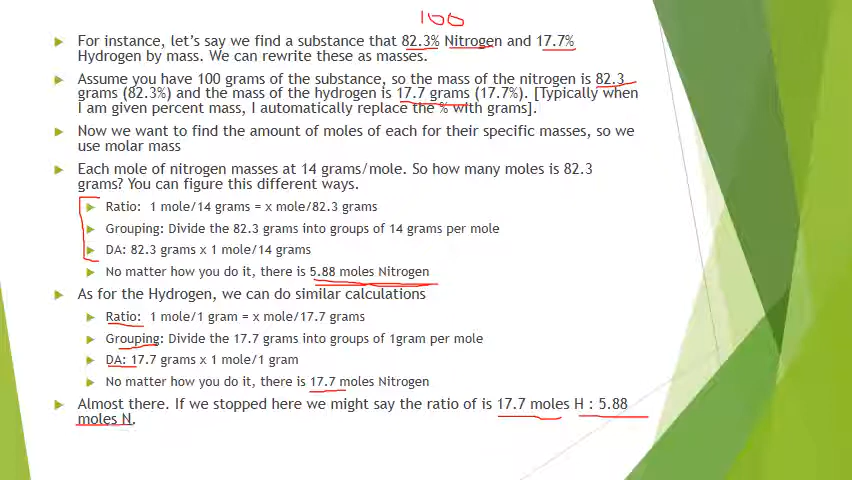 100
For instance, let's say we find a substance that 82.3% Nitrogen and 17.7%
Hydrogen by mass. We can rewrite these as masses.
Assume you have 100 grams of the substance, so the mass of the nitrogen is 82.3
grams (82.3%) and the mass of the hydrogen is 17.7 grams (17.7%). [Typically when
I am given percent mass, I automatically replace the % with grams].
Now we want to find the amount of moles of each for their specific masses, so we
use molar mass
Each mole of nitrogen masses at 14 grams/mole. So how many moles is 82.3
grams? You can figure this different ways.
Ratio: 1 mole/14 grams = x mole/82.3 grams
Grouping: Divide the 82.3 grams into groups of 14 grams per mole
DA: 82.3 grams x 1 mole/14 grams
No matter how you do it, there is 5.88 moles Nitrogen
As for the Hydrogen, we can do similar calculations
Ratio: 1 mole/1 gram = x mole/17.7 grams
Grouping: Divide the 17.7 grams into groups of 1gram per mole
DA: 17.7 grams x 1 mole/1 gram
No matter how you do it, there is 17.7 moles Nitrogen
Almost there. If we stopped here we might say the ratio of is 17.7 moles H : 5.88
moles N.